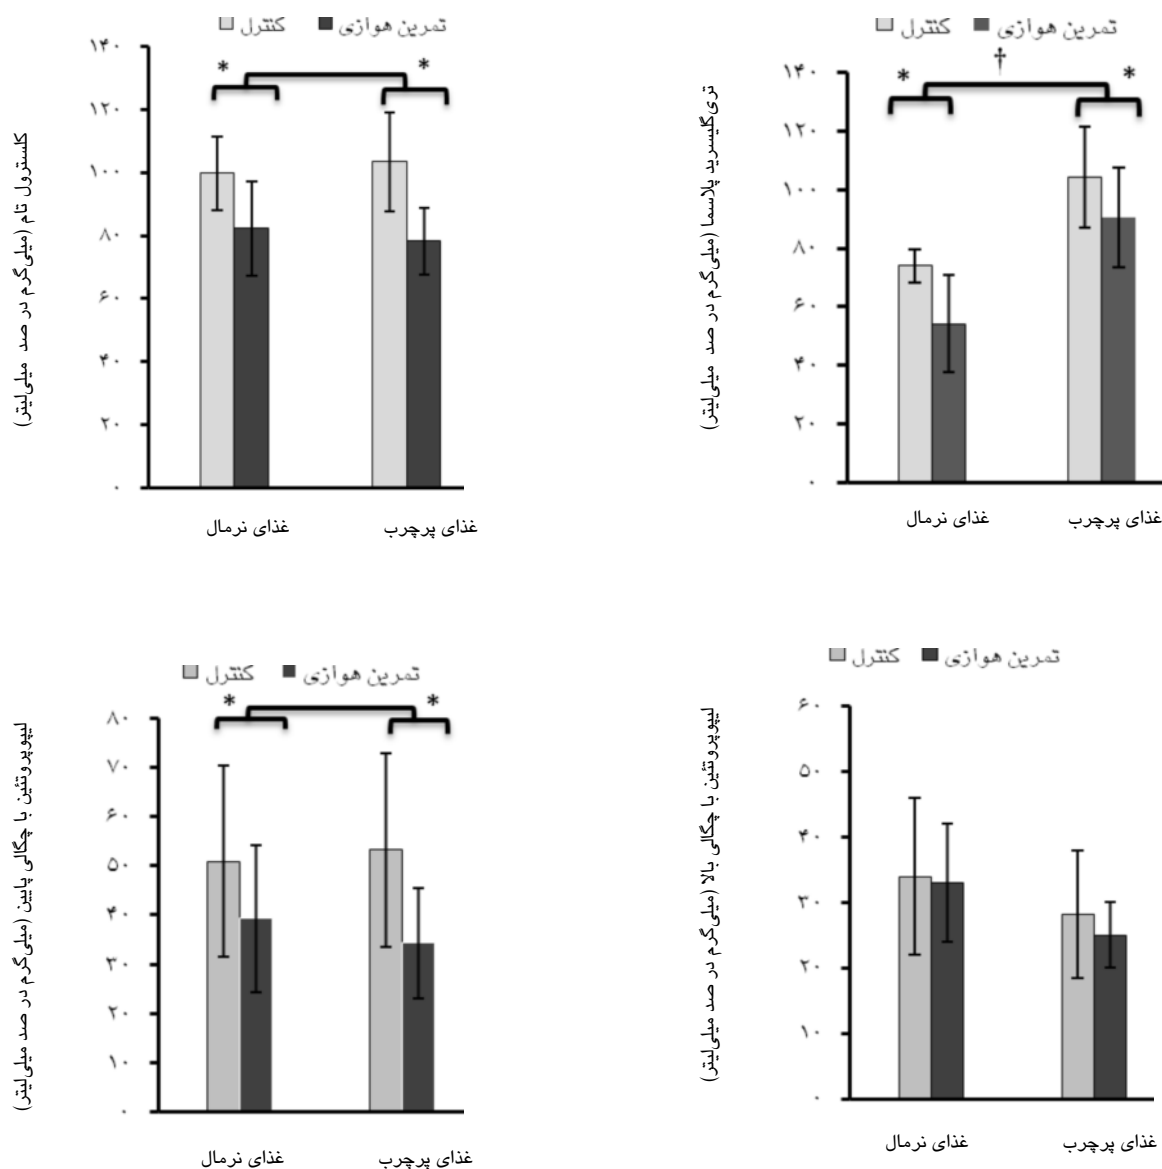 کنترل تمرین هوازی
* *
۱۴۰
۱۲۰
۱۰۰
۸۰
۶۰
۴۰
۲۰
۰
کلسترول تام (میلی‌گرم در صد میلی‌لیتر)
غذای نرمال غذای پرچرب
کنترل تمرین هوازی
* † *
۱۴۰
۱۲۰
۱۰۰
۸۰
۶۰
۴۰
۲۰
۰
تری‌گلیسرید پلاسما (میلی‌گرم در صد میلی‌لیتر)
غذای نرمال غذای پرچرب
کنترل تمرین هوازی
* *
۸۰
۷۰
۶۰
۵۰
۴۰
۳۰
۲۰
۱۰
۰
لیپوپروتئین با چگالی پایین (میلی‌گرم در صد میلی‌لیتر)
غذای نرمال غذای پرچرب
کنترل تمرین هوازی
۶۰
۵۰
۴۰
۳۰
۲۰
۱۰
۰
لیپوپروتئین با چگالی بالا (میلی‌گرم در صد میلی‌لیتر)
غذای نرمال غذای پرچرب